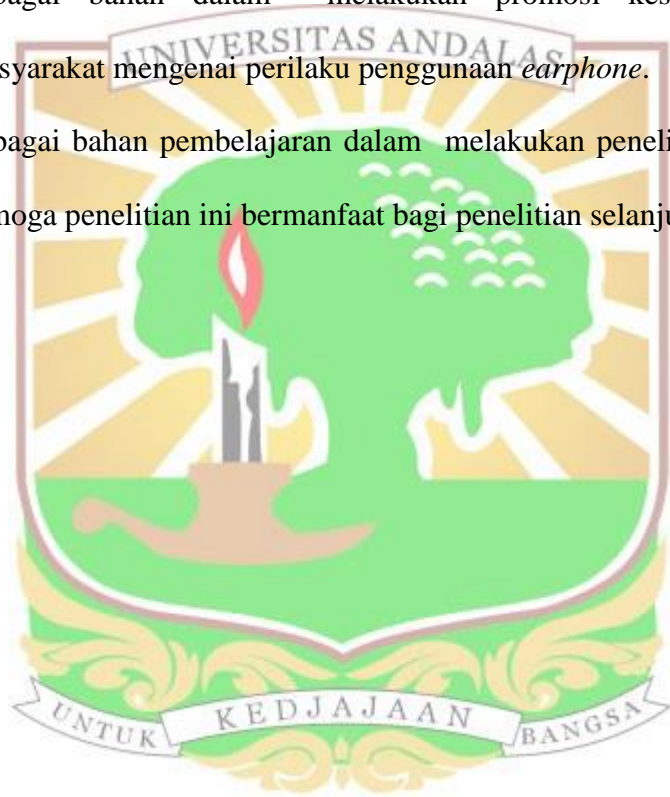 bagai bahan dalam melakukan promosi kes
UNIVERSITAS ANDALAS
syarakat mengenai perilaku penggunaan earphone.
bagai bahan pembelajaran dalam melakukan peneli
noga penelitian ini bermanfaat bagi penelitian selanju
UNTUK KEDJAJAAN BANGSA